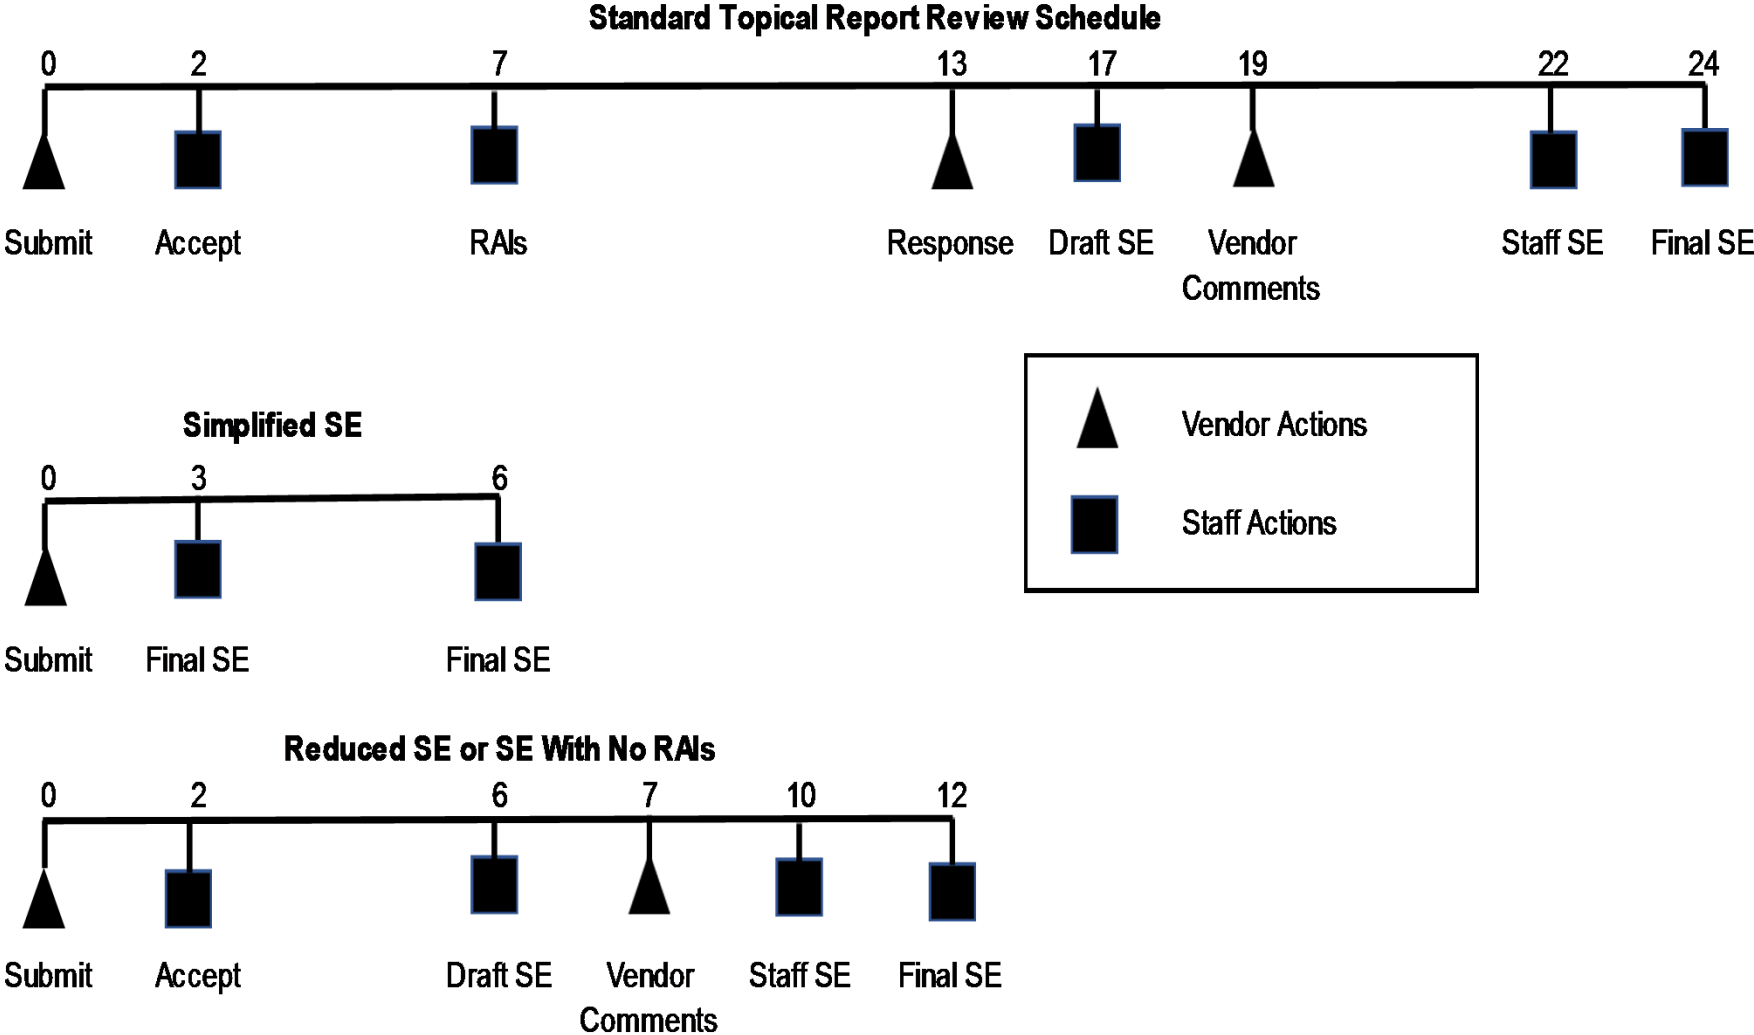 Standard Topical Report Review Schedule
0 2 7 13 17 19 22 24
Submit Accept RAIs Response Draft SE Vendor Staff SE Final SE
Comments
Vendor Actions
Staff Actions
Simplified SE
0 3 6
Submit Final SE Final SE
Reduced SE or SE With No RAIs
0 2 6 7 10 12
Submit Accept Draft SE Vendor Staff SE Final SE
Comments